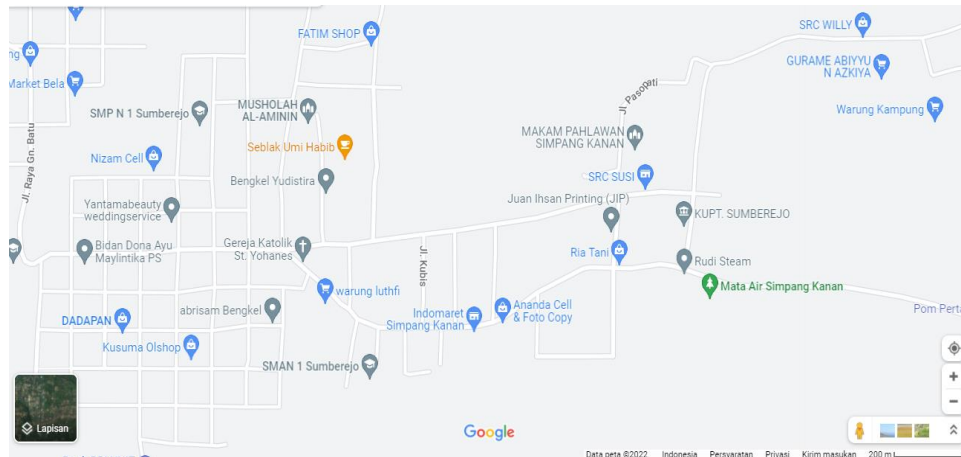 FATIM SHOP
SRC WILLY
GURAME ABIYYU
N AZKIYA
Market Bela
SMP N 1 Sumberejo
MUSHOLAH
AL-AMININ
Jl. Pasopati
Warung Kampung
Jl. Raya Gn. Batu
Seblak Umi Habib
MAKAM PAHLAWAN
SIMPANG KANAN
Nizam Cell
Bengkel Yudistira
SRC SUSI
Juan Ihsan Printing (JIP)
Yantamabeauty
weddingservice
KUPT. SUMBEREJO
Bidan Dona Ayu
Maylintika PS
Gereja Katolik
St. Yohanes
Jl. Kubis
Ria Tani
Rudi Steam
warung luthfi
Mata Air Simpang Kanan
abrisam Bengkel
Indomaret
Simpang Kanan
Ananda Cell
& Foto Copy
Pom Perta
DADAPAN
Kusuma Olshop
SMAN 1 Sumberejo
Lapisan
Google
Data peta ©2022 Indonesia Persyaratan Privasi Kirim masukan 200 m